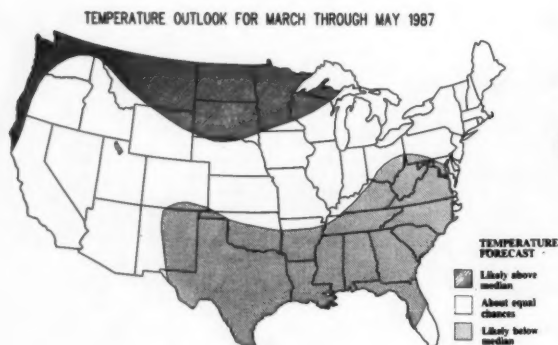 TEMPERATURE OUTLOOK FOR MARCH THROUGH MAY 1987
TEMPERATURE
FORECAST
Likely above
median
About equal
chances
Likely below
median